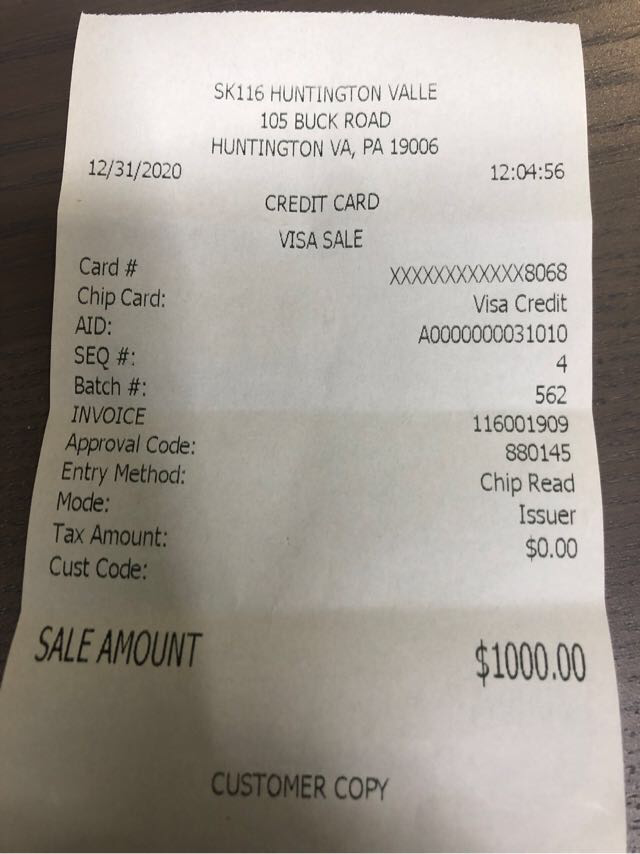 SK116 HUNTINGTON VALLE
105 BUCK ROAD
HUNTINGTON VA, PA 19006
12/31/2020 12:04:56
CREDIT CARD
VISA SALE
Card # XXXXXXXXXXXX8068
Chip Card: Visa Credit
AID: A0000000031010
SEQ #: 4
Batch #: 562
INVOICE 116001909
Approval Code: 880145
Entry Method: Chip Read
Mode: Issuer
Tax Amount: $0.00
Cust Code:
SALE AMOUNT $1000.00
CUSTOMER COPY